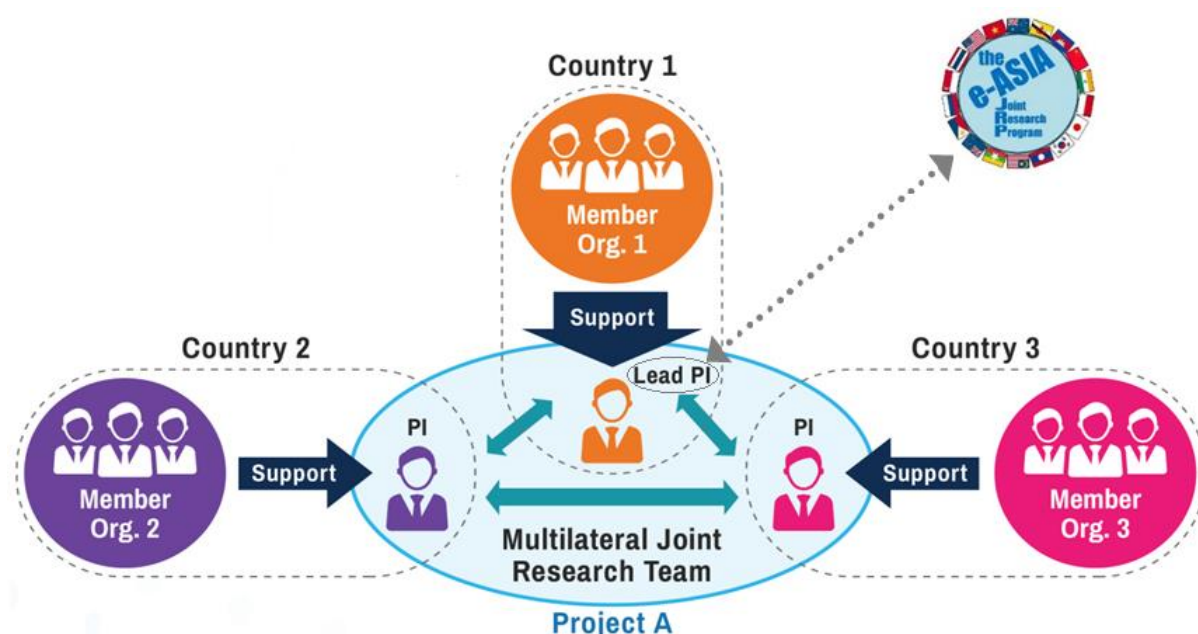 Country 1
the
e-ASIA
Joint
Research
Program
Member
Org. 1
Support
Country 2
Country 3
Lead PI
PI
PI
Member
Org. 2
Support
Support
Member
Org. 3
Multilateral Joint
Research Team
Project A